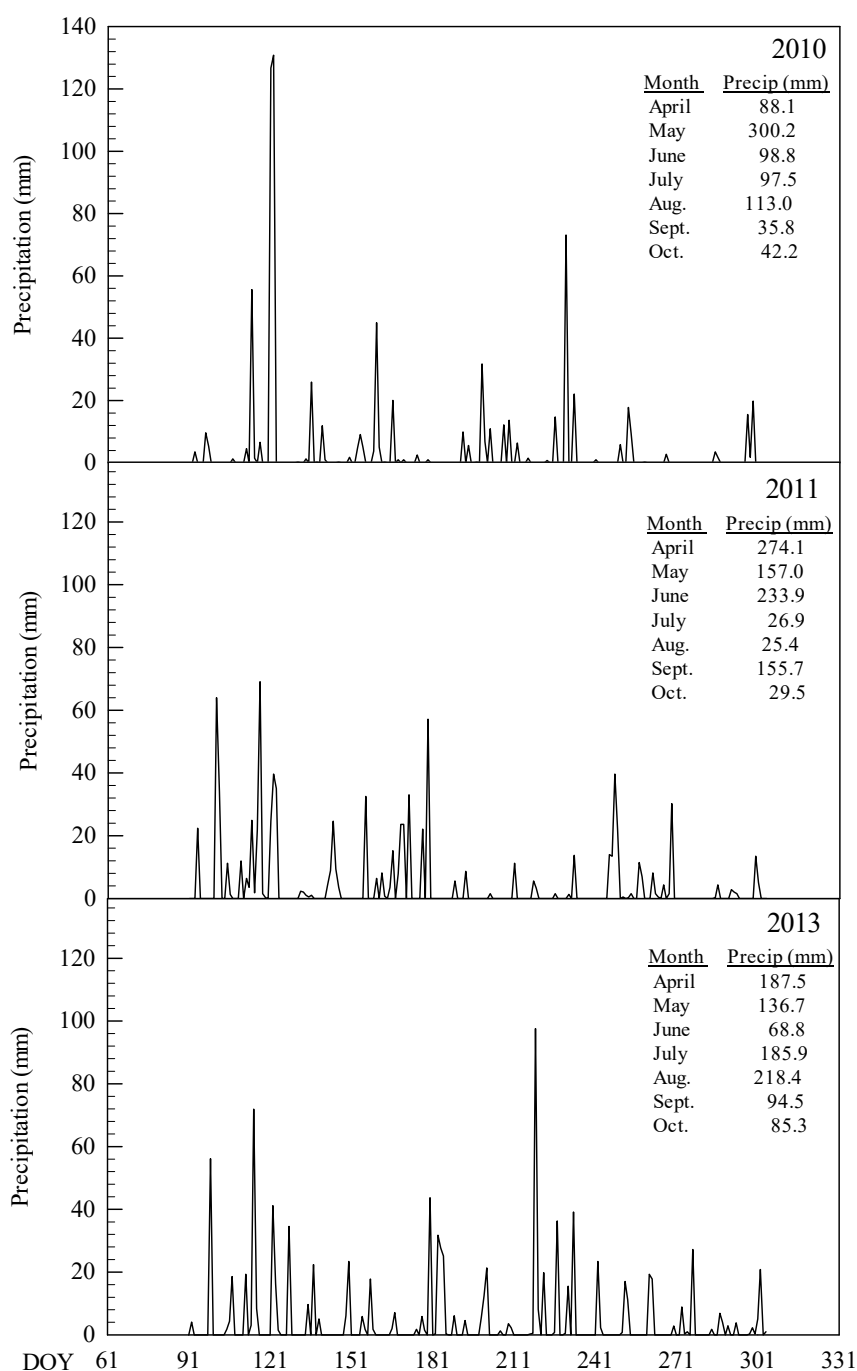 140
2010
Month Precip (mm)
120
April 88.1
May 300.2
100
June 98.8
July 97.5
80
Aug. 113.0
Sept. 35.8
60
Oct. 42.2
40
20
0
Precipitation (mm)
2011
120
Month Precip (mm)
April 274.1
100
May 157.0
June 233.9
80
July 26.9
Aug. 25.4
60
Sept. 155.7
Oct. 29.5
40
20
0
Precipitation (mm)
2013
120
Month Precip (mm)
April 187.5
100
May 136.7
June 68.8
80
July 185.9
Aug. 218.4
60
Sept. 94.5
Oct. 85.3
40
20
0
Precipitation (mm)
DOY 61 91 121 151 181 211 241 271 301 331